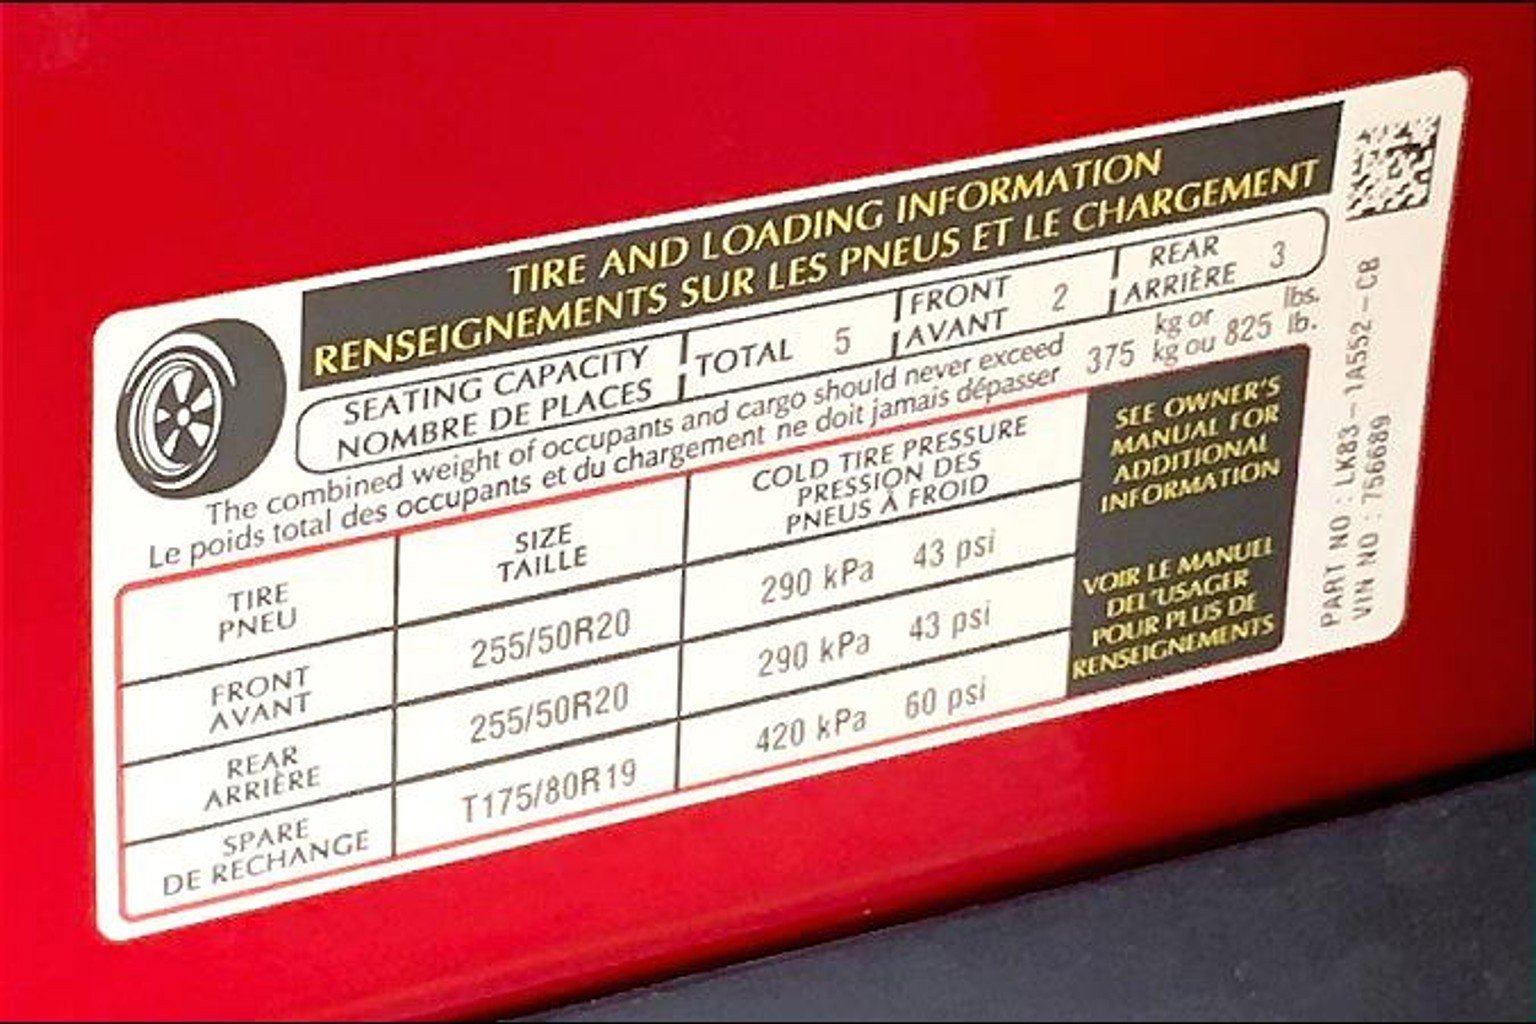 TIRE AND LOADING INFORMATION
RENSEIGNEMENTS SUR LES PNEUS ET LE CHARGEMENT
SEATING CAPACITY
NOMBRE DE PLACES
TOTAL 5
FRONT
AVANT
2
REAR
ARRIÈRE
3
The combined weight of occupants and cargo should never exceed
Le poids total des occupants et du chargement ne doit jamais dépasser
375
kg or
kg ou
825
lbs.
lb.
TIRE
PNEU
SIZE
TAILLE
COLD TIRE PRESSURE
PRESSION DES
PNEUS À FROID
FRONT
AVANT
255/50R20
290 kPa 43 psi
REAR
ARRIÈRE
255/50R20
290 kPa 43 psi
SPARE
DE RECHANGE
T175/80R19
420 kPa 60 psi
SEE OWNER'S
MANUAL FOR
ADDITIONAL
INFORMATION
VOIR LE MANUEL
DEL'USAGER
POUR PLUS DE
RENSEIGNEMENTS
PART NO : LK83-1A552-CB
VIN NO : 756689